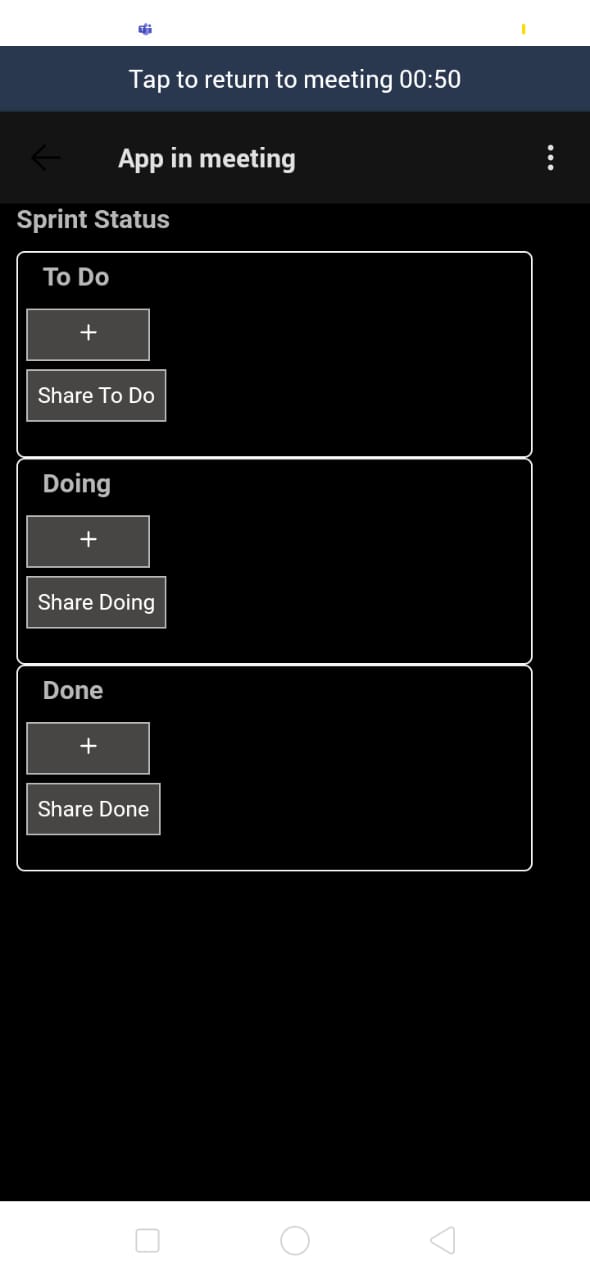 Tap to return to meeting 00:50
App in meeting
Sprint Status
To Do
+
Share To Do
Doing
+
Share Doing
Done
+
Share Done